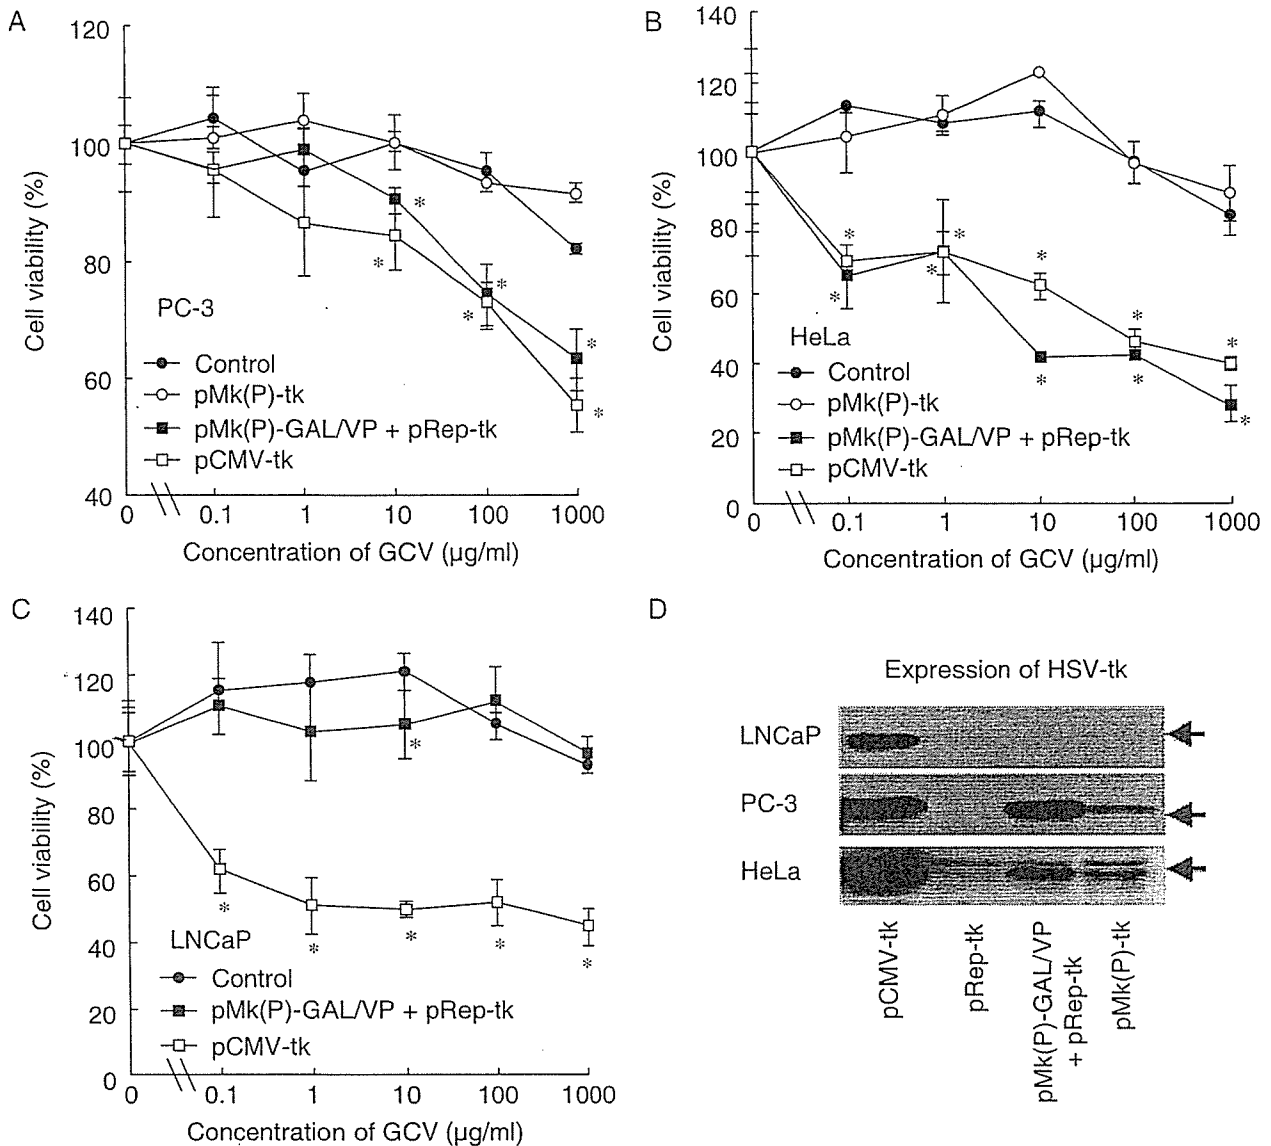 A
120
100
80
60
40
Cell viability (%)
PC-3
Control
pMk(P)-tk
pMk(P)-GAL/VP + pRep-tk
pCMV-tk
0 0.1 1 10 100 1000
Concentration of GCV (µg/ml)
* * * * * *
B
140
120
100
80
60
40
20
0
Cell viability (%)
HeLa
Control
pMk(P)-tk
pMk(P)-GAL/VP + pRep-tk
pCMV-tk
0 0.1 1 10 100 1000
Concentration of GCV (µg/ml)
* * * * * * * * * *
C
140
120
100
80
60
40
20
0
Cell viability (%)
LNCaP
Control
pMk(P)-GAL/VP + pRep-tk
pCMV-tk
0 0.1 1 10 100 1000
Concentration of GCV (µg/ml)
* * * * * *
D
Expression of HSV-tk
LNCaP
PC-3
HeLa
pCMV-tk
pRep-tk
pMk(P)-GAL/VP
+ pRep-tk
pMk(P)-tk